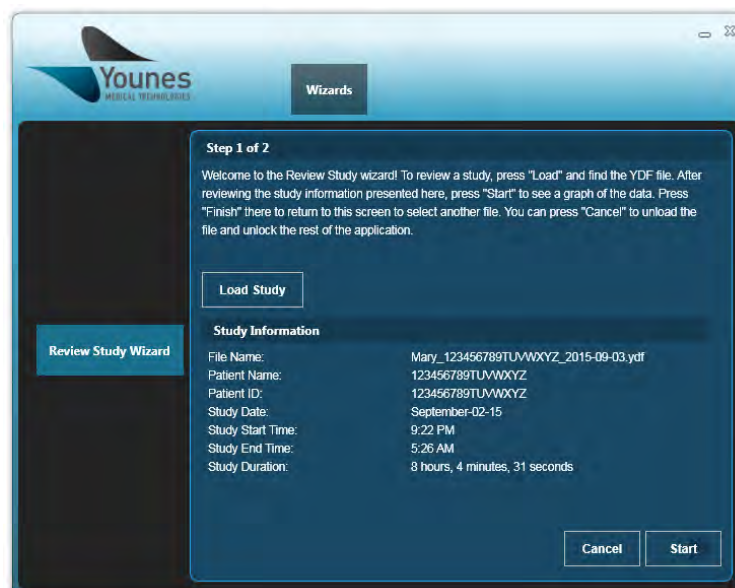 Younes
MEDICAL TECHNOLOGIES
Wizards
Step 1 of 2
Welcome to the Review Study wizard! To review a study, press "Load" and find the YDF file. After
reviewing the study information presented here, press "Start" to see a graph of the data. Press
"Finish" there to return to this screen to select another file. You can press "Cancel" to unload the
file and unlock the rest of the application.
Load Study
Study Information
Review Study Wizard
File Name: Mary_123456789TUVWXYZ_2015-09-03.ydf
Patient Name: 123456789TUVWXYZ
Patient ID: 123456789TUVWXYZ
Study Date: September-02-15
Study Start Time: 9:22 PM
Study End Time: 5:26 AM
Study Duration: 8 hours, 4 minutes, 31 seconds
Cancel Start